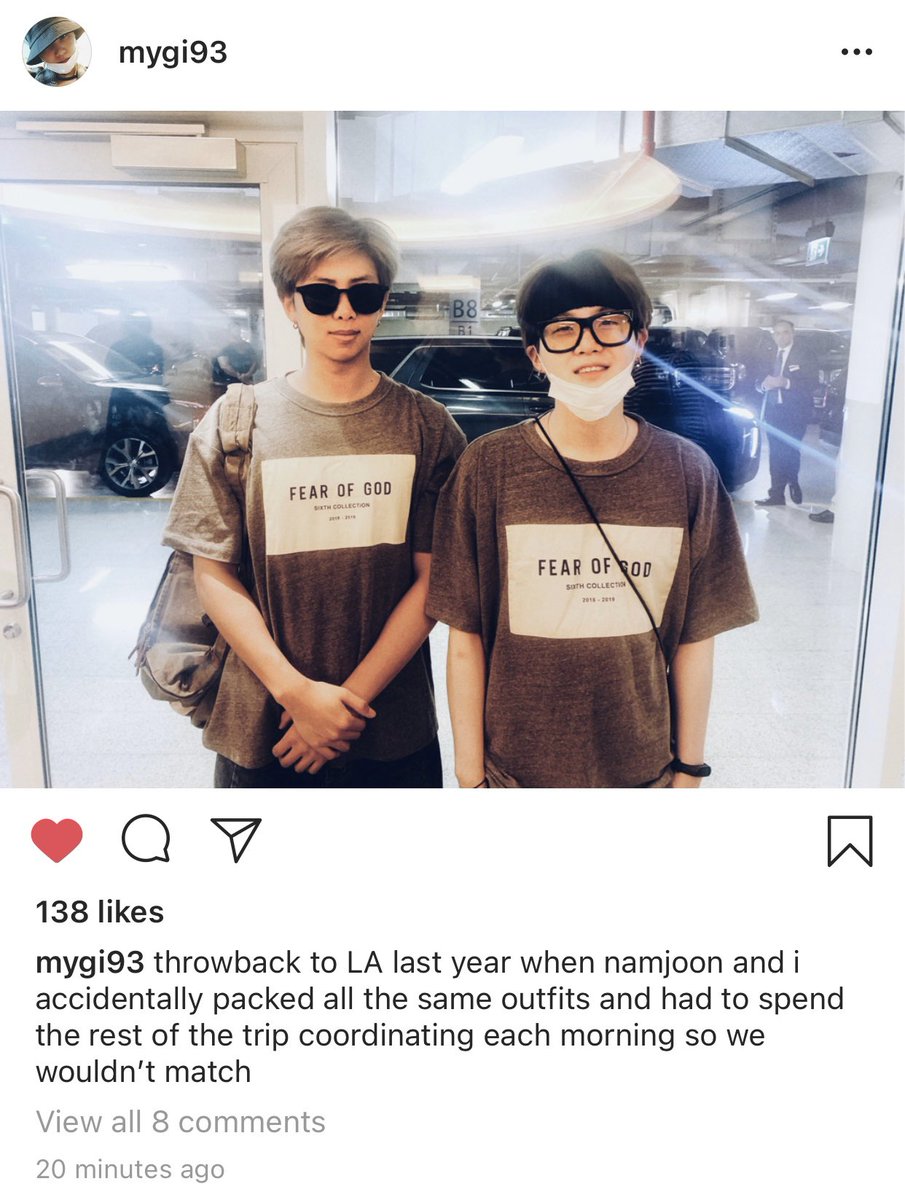 mygi93
B8
B1
FEAR OF GOD
SIXTH COLLECTION
FEAR OF GOD
SIXTH COLLECTION
2018 - 2019
138 likes
mygi93 throwback to LA last year when namjoon and i
accidentally packed all the same outfits and had to spend
the rest of the trip coordinating each morning so we
wouldn’t match
View all 8 comments
20 minutes ago